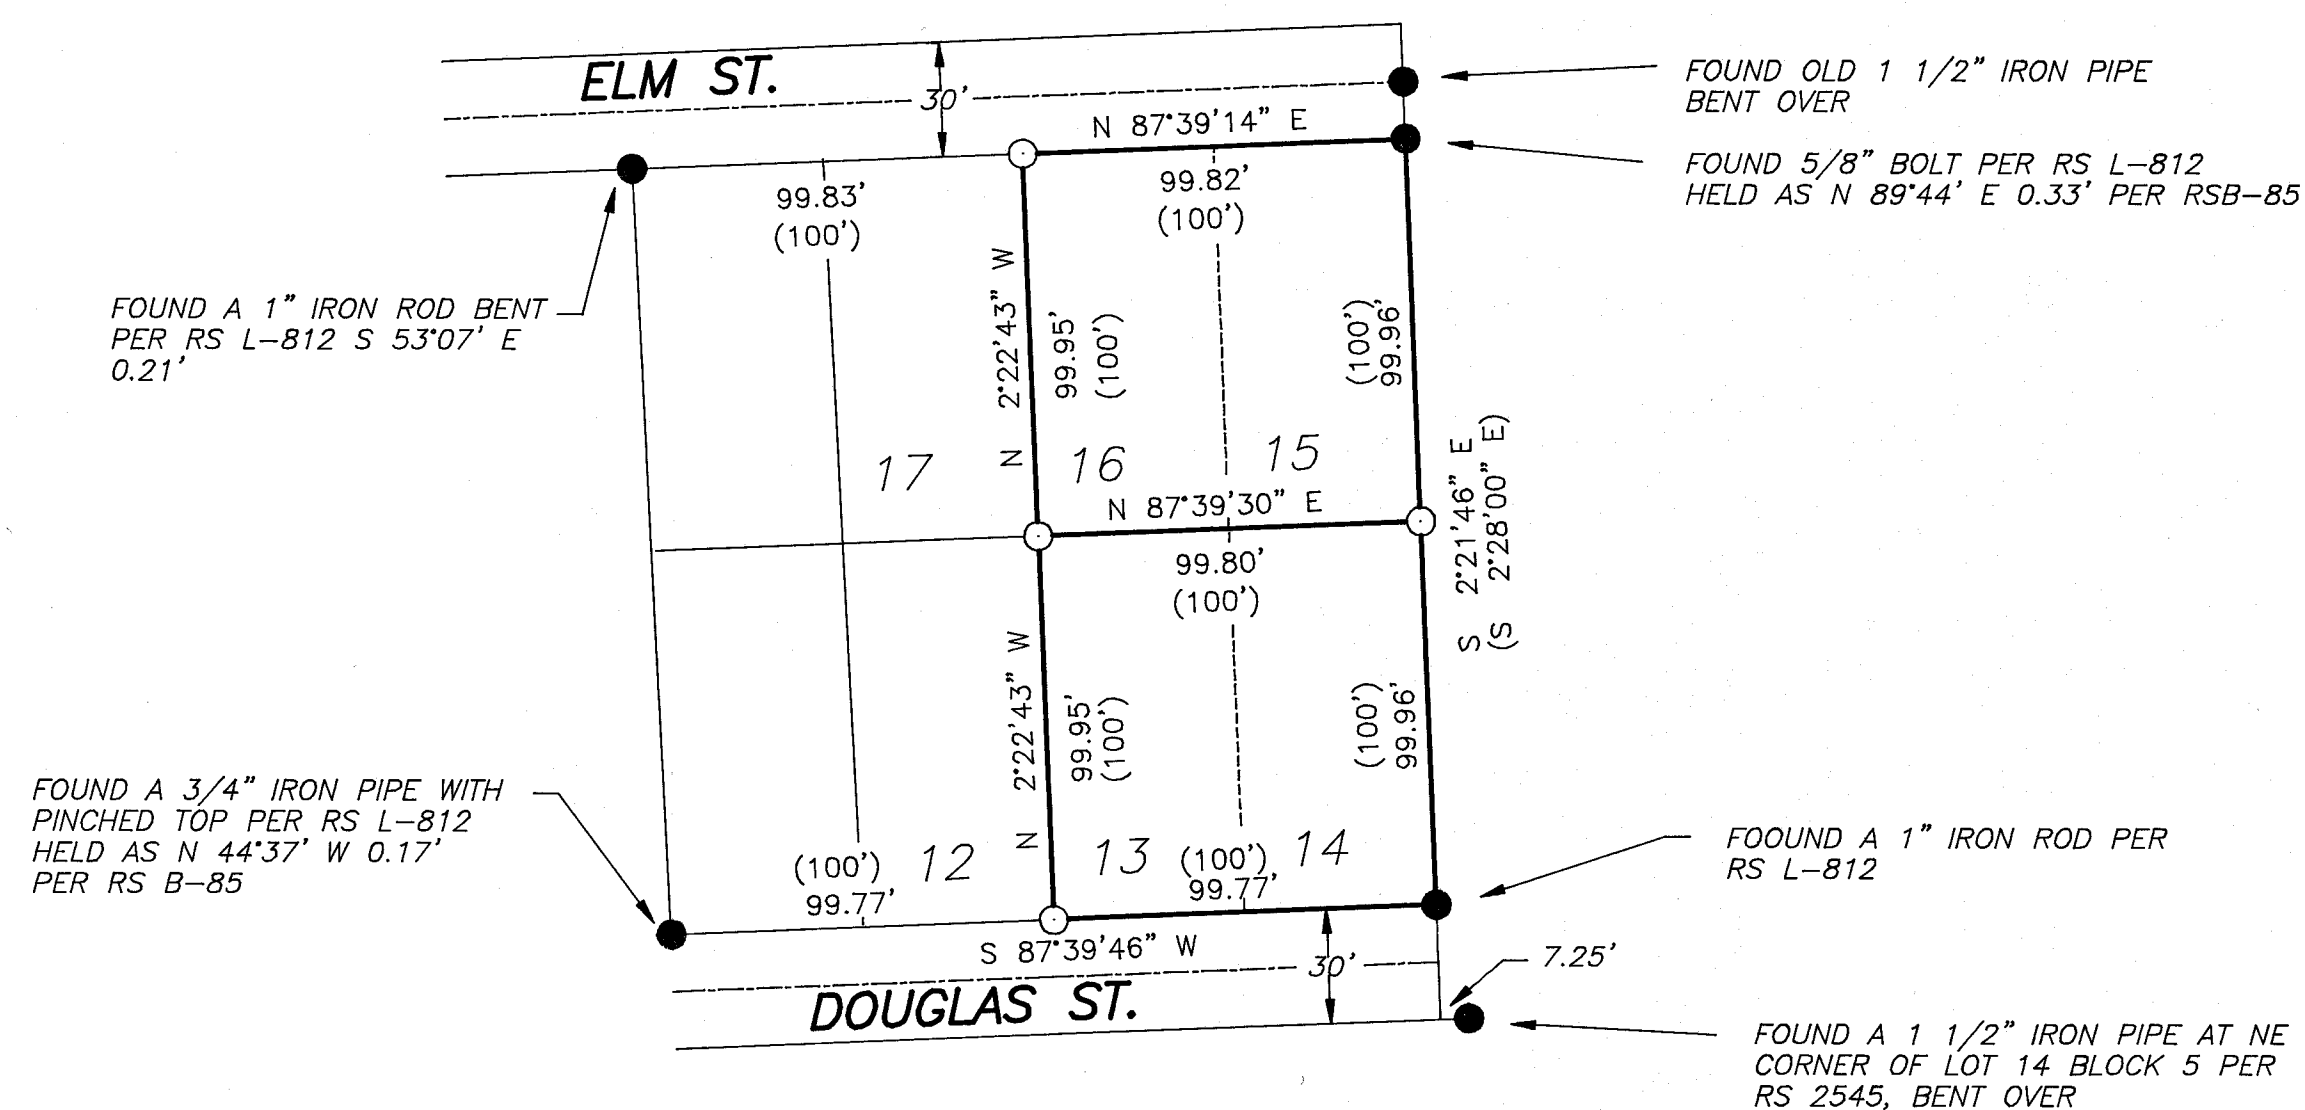 ELM ST.
30'
N 87°39'14" E
FOUND OLD 1 1/2" IRON PIPE
BENT OVER
FOUND 5/8" BOLT PER RS L-812
HELD AS N 89°44' E 0.33' PER RSB-85
99.83'
(100')
99.82'
(100')
FOUND A 1" IRON ROD BENT
PER RS L-812 S 53°07' E
0.21'
N 2°22'43" W
99.95'
(100')
(100')
99.96'
17
16
15
N 87°39'30" E
99.80'
(100')
S 2°21'46" E
(S 2°28'00" E)
N 2°22'43" W
99.95'
(100')
(100')
99.96'
FOUND A 3/4" IRON PIPE WITH
PINCHED TOP PER RS L-812
HELD AS N 44°37' W 0.17'
PER RS B-85
(100')
99.77'
12
13
(100')
99.77'
14
FOOUND A 1" IRON ROD PER
RS L-812
S 87°39'46" W
30'
7.25'
DOUGLAS ST.
FOUND A 1 1/2" IRON PIPE AT NE
CORNER OF LOT 14 BLOCK 5 PER
RS 2545, BENT OVER